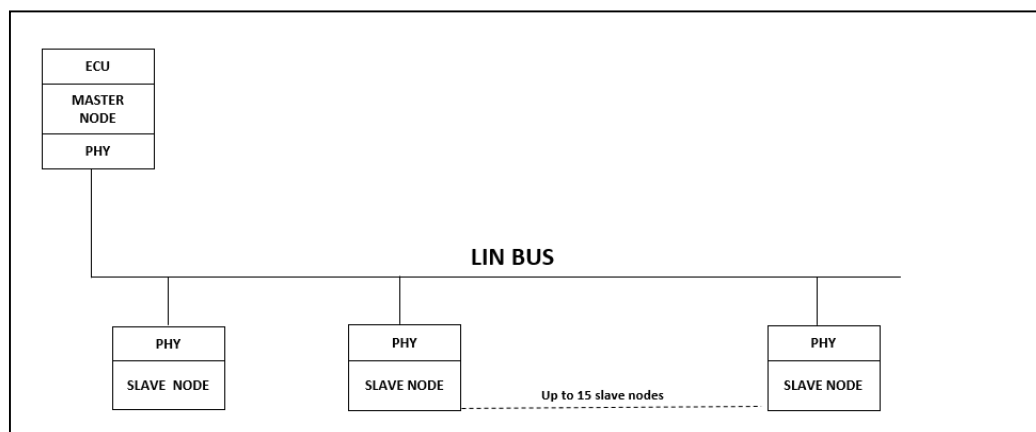 ECU
MASTER
NODE
PHY
LIN BUS
PHY
SLAVE NODE
PHY
SLAVE NODE
Up to 15 slave nodes
PHY
SLAVE NODE